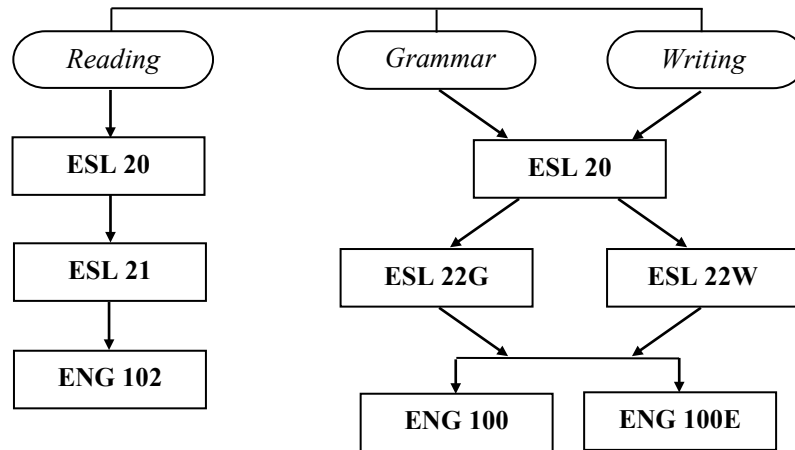 Reading
Grammar
Writing
ESL 20
ESL 20
ESL 21
ESL 22G
ESL 22W
ENG 102
ENG 100
ENG 100E